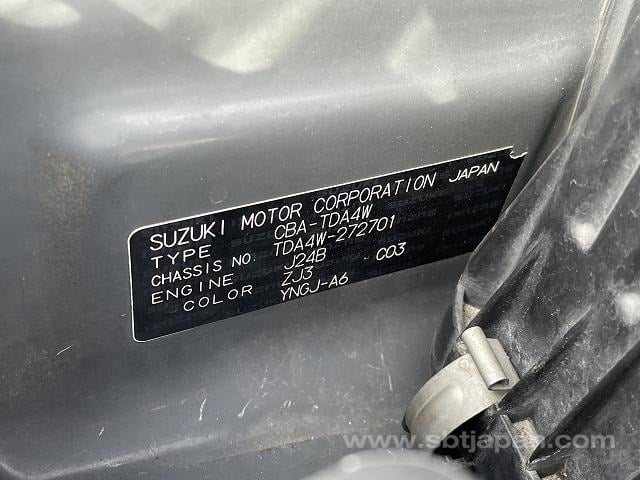 SUZUKI MOTOR CORPORATION JAPAN
TYPE CBA-TDA4W
CHASSIS NO. TDA4W-272701
ENGINE J24B C03
COLOR ZJ3
YNGJ-A6
www.sbtjapan.com